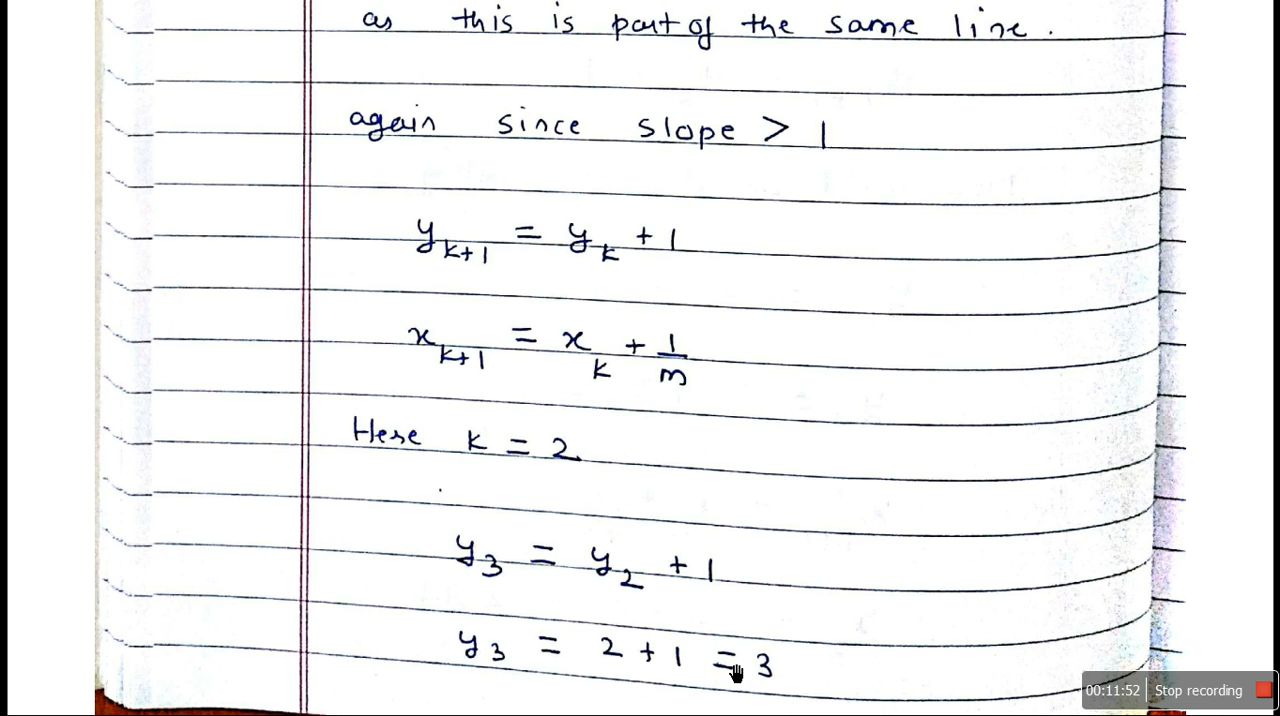 as this is part of the same line.
again since slope > 1
y_{k+1} = y_k + 1
x_{k+1} = x_k + 1/m
Here k = 2
y_3 = y_2 + 1
y_3 = 2 + 1 = 3
00:11:52 Stop recording